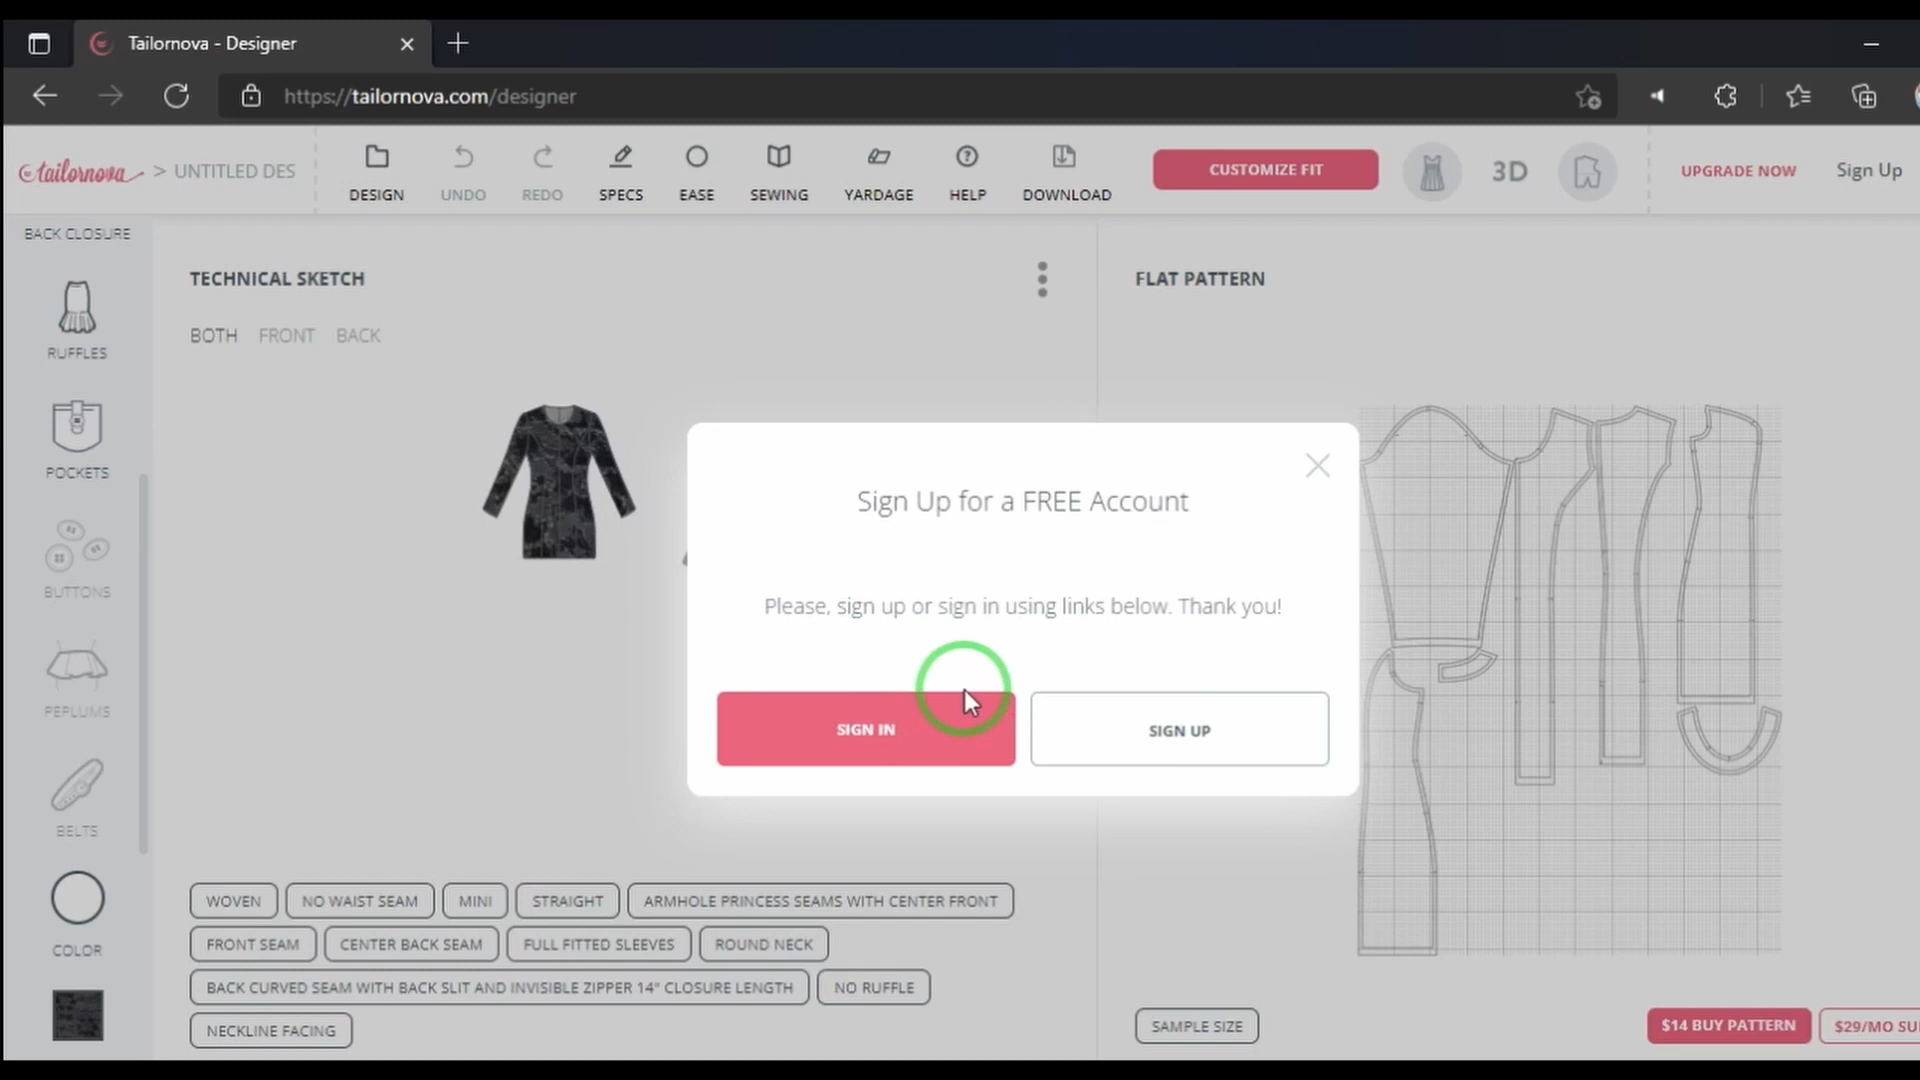 Tailornova - Designer
https://tailornova.com/designer
tailornova > UNTITLED DES
DESIGN UNDO REDO SPECS EASE SEWING YARDAGE HELP DOWNLOAD
CUSTOMIZE FIT
3D
UPGRADE NOW
Sign Up
BACK CLOSURE
RUFFLES
POCKETS
BUTTONS
PEPLUMS
BELTS
COLOR
TECHNICAL SKETCH
BOTH FRONT BACK
FLAT PATTERN
Sign Up for a FREE Account
Please, sign up or sign in using links below. Thank you!
SIGN IN
SIGN UP
WOVEN NO WAIST SEAM MINI STRAIGHT ARMHOLE PRINCESS SEAMS WITH CENTER FRONT
FRONT SEAM CENTER BACK SEAM FULL FITTED SLEEVES ROUND NECK
BACK CURVED SEAM WITH BACK SLIT AND INVISIBLE ZIPPER 14" CLOSURE LENGTH NO RUFFLE
NECKLINE FACING
SAMPLE SIZE
$14 BUY PATTERN
$29/MO SU